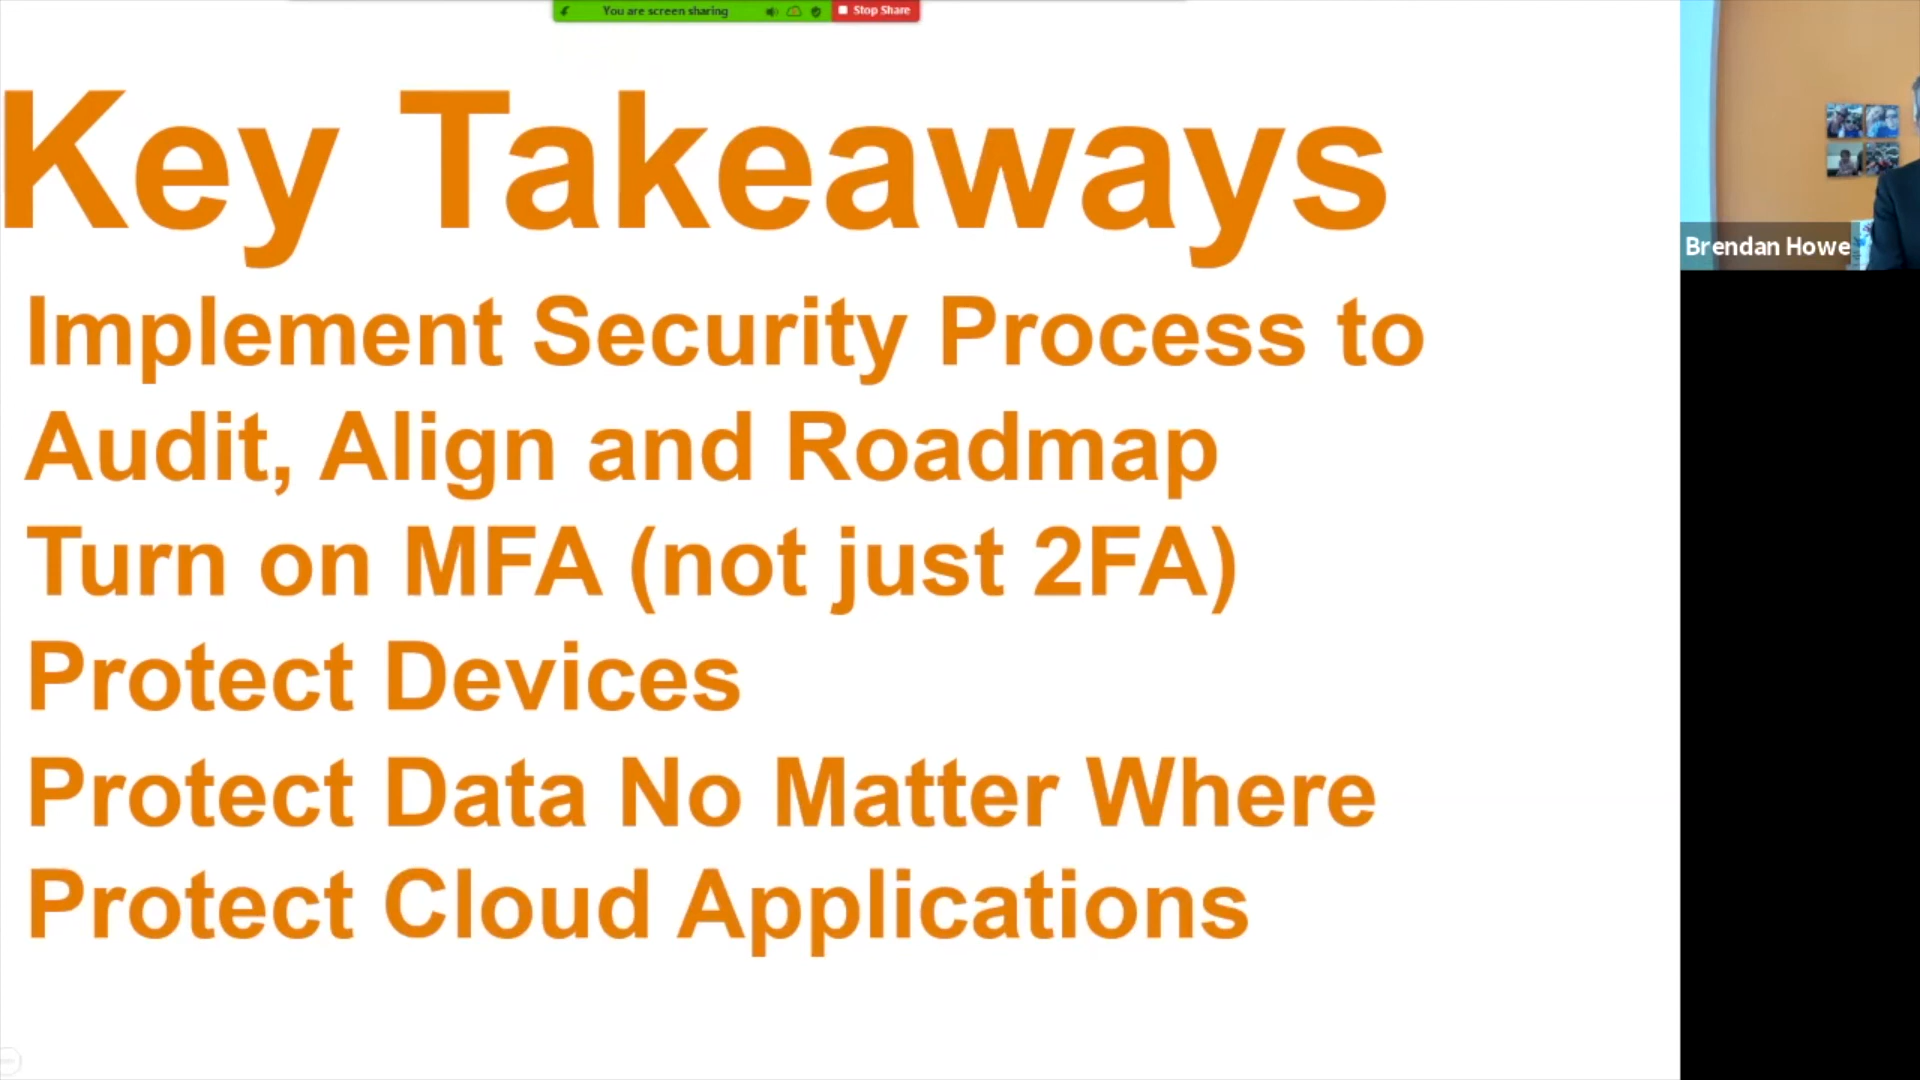 You are screen sharing
Stop Share
Key Takeaways
Implement Security Process to
Audit, Align and Roadmap
Turn on MFA (not just 2FA)
Protect Devices
Protect Data No Matter Where
Protect Cloud Applications
Brendan Howe